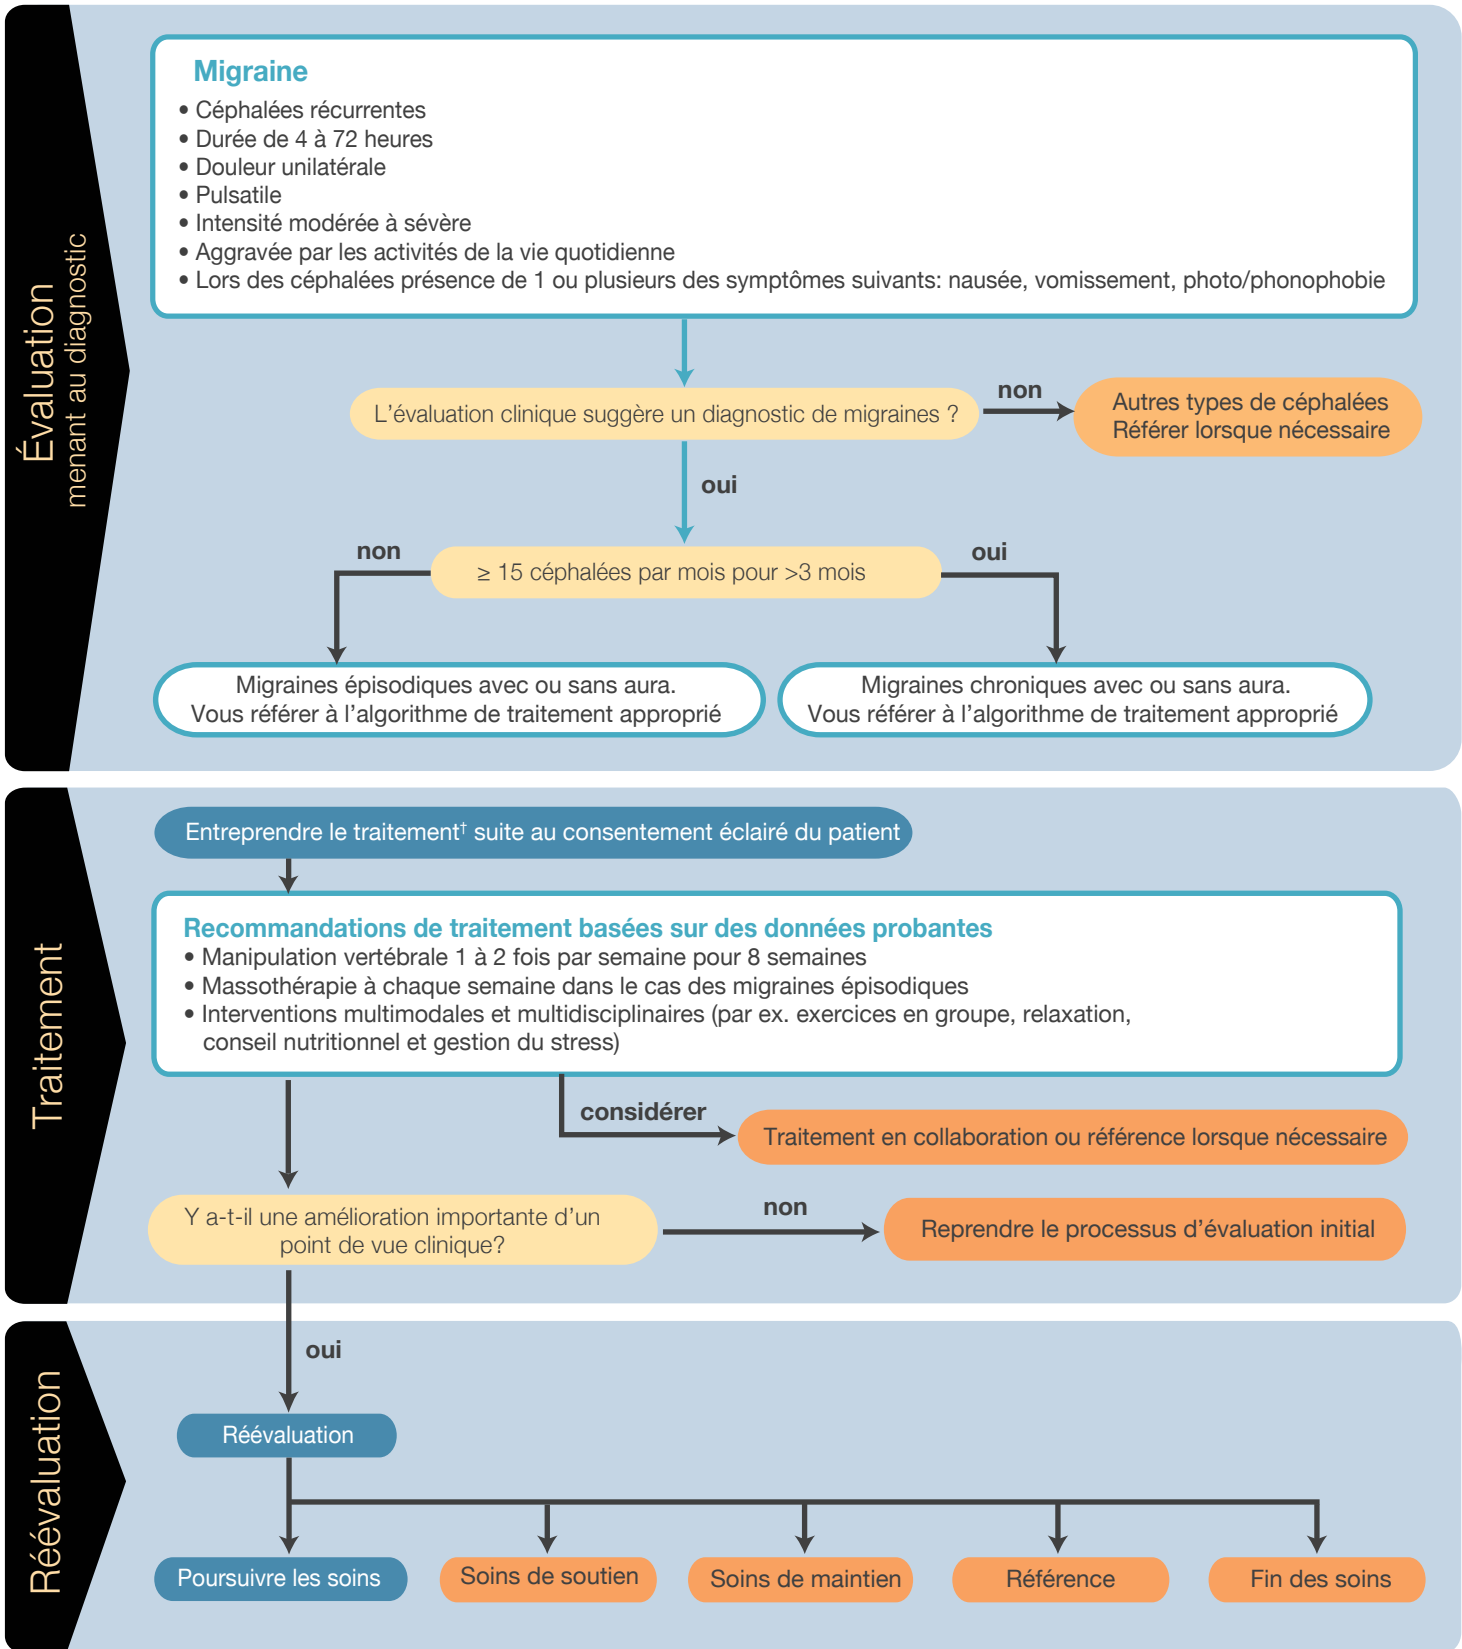 Évaluation
menant au diagnostic
Migraine
• Céphalées récurrentes
• Durée de 4 à 72 heures
• Douleur unilatérale
• Pulsatile
• Intensité modérée à sévère
• Aggravée par les activités de la vie quotidienne
• Lors des céphalées présence de 1 ou plusieurs des symptômes suivants: nausée, vomissement, photo/phonophobie
L'évaluation clinique suggère un diagnostic de migraines ?
non
Autres types de céphalées
Référer lorsque nécessaire
oui
non
≥ 15 céphalées par mois pour >3 mois
oui
Migraines épisodiques avec ou sans aura.
Vous référer à l'algorithme de traitement approprié
Migraines chroniques avec ou sans aura.
Vous référer à l'algorithme de traitement approprié
Traitement
Entreprendre le traitement† suite au consentement éclairé du patient
Recommandations de traitement basées sur des données probantes
• Manipulation vertébrale 1 à 2 fois par semaine pour 8 semaines
• Massothérapie à chaque semaine dans le cas des migraines épisodiques
• Interventions multimodales et multidisciplinaires (par ex. exercices en groupe, relaxation,
conseil nutritionnel et gestion du stress)
considérer
Traitement en collaboration ou référence lorsque nécessaire
Y a-t-il une amélioration importante d'un
point de vue clinique?
non
Reprendre le processus d'évaluation initial
oui
Réévaluation
Réévaluation
Poursuivre les soins
Soins de soutien
Soins de maintien
Référence
Fin des soins